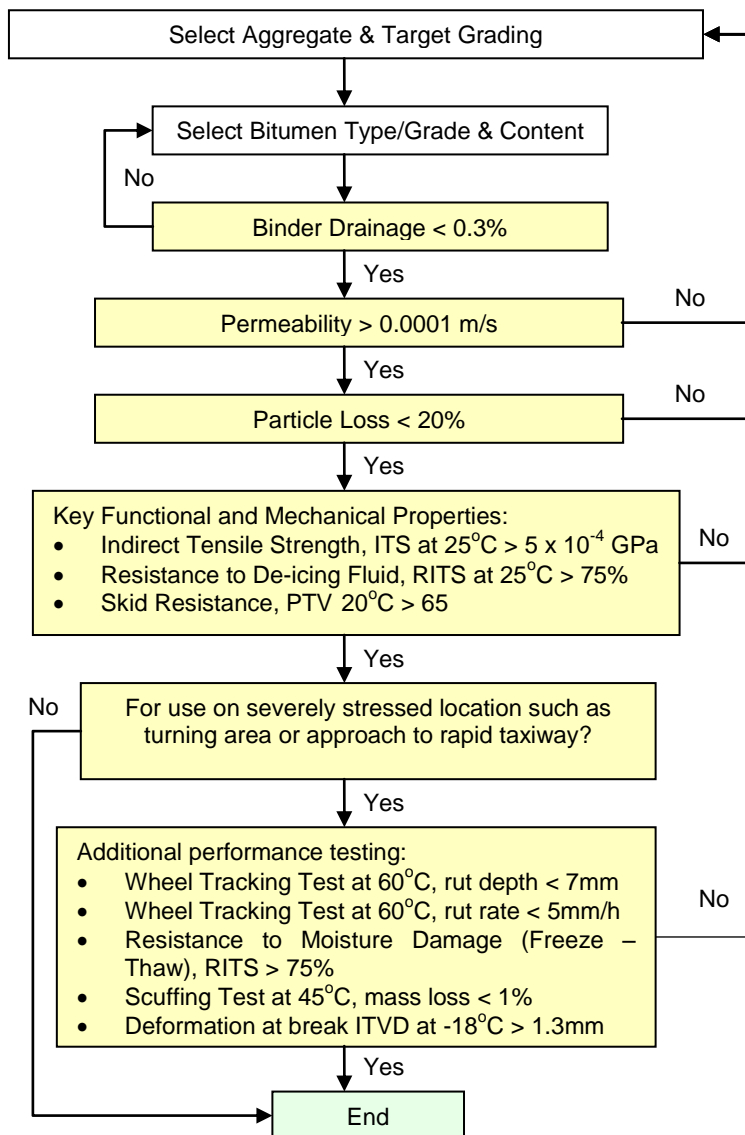 Select Aggregate & Target Grading
Select Bitumen Type/Grade & Content
No
Binder Drainage < 0.3%
Yes
No
Permeability > 0.0001 m/s
Yes
No
Particle Loss < 20%
Yes
Key Functional and Mechanical Properties:
• Indirect Tensile Strength, ITS at 25°C > 5 x 10⁻⁴ GPa
No
• Resistance to De-icing Fluid, RITS at 25°C > 75%
• Skid Resistance, PTV 20°C > 65
Yes
No
For use on severely stressed location such as
turning area or approach to rapid taxiway?
Yes
Additional performance testing:
• Wheel Tracking Test at 60°C, rut depth < 7mm
No
• Wheel Tracking Test at 60°C, rut rate < 5mm/h
• Resistance to Moisture Damage (Freeze –
Thaw), RITS > 75%
• Scuffing Test at 45°C, mass loss < 1%
• Deformation at break ITVD at -18°C > 1.3mm
Yes
End